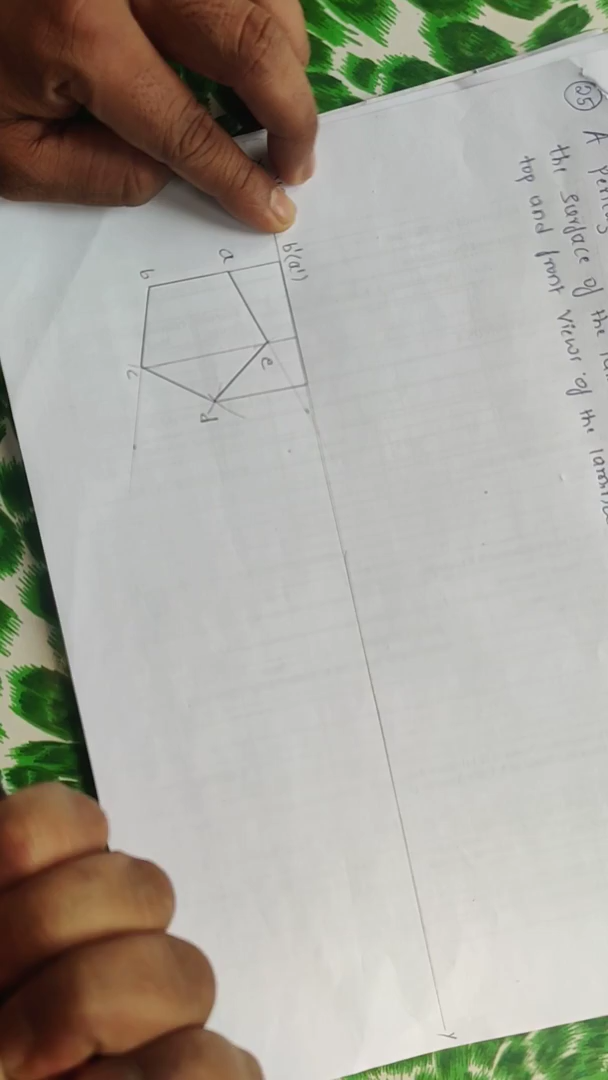 25 A
the surface of the
top and front views of the
b'(a')
a
b
e
c
d
Y